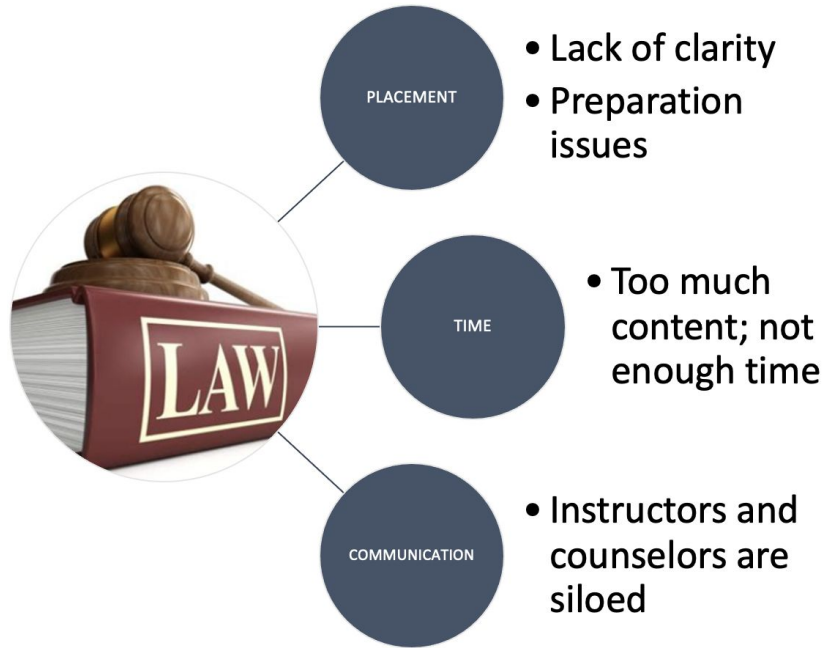 PLACEMENT
• Lack of clarity
• Preparation
issues
LAW
TIME
• Too much
content; not
enough time
COMMUNICATION
• Instructors and
counselors are
siloed